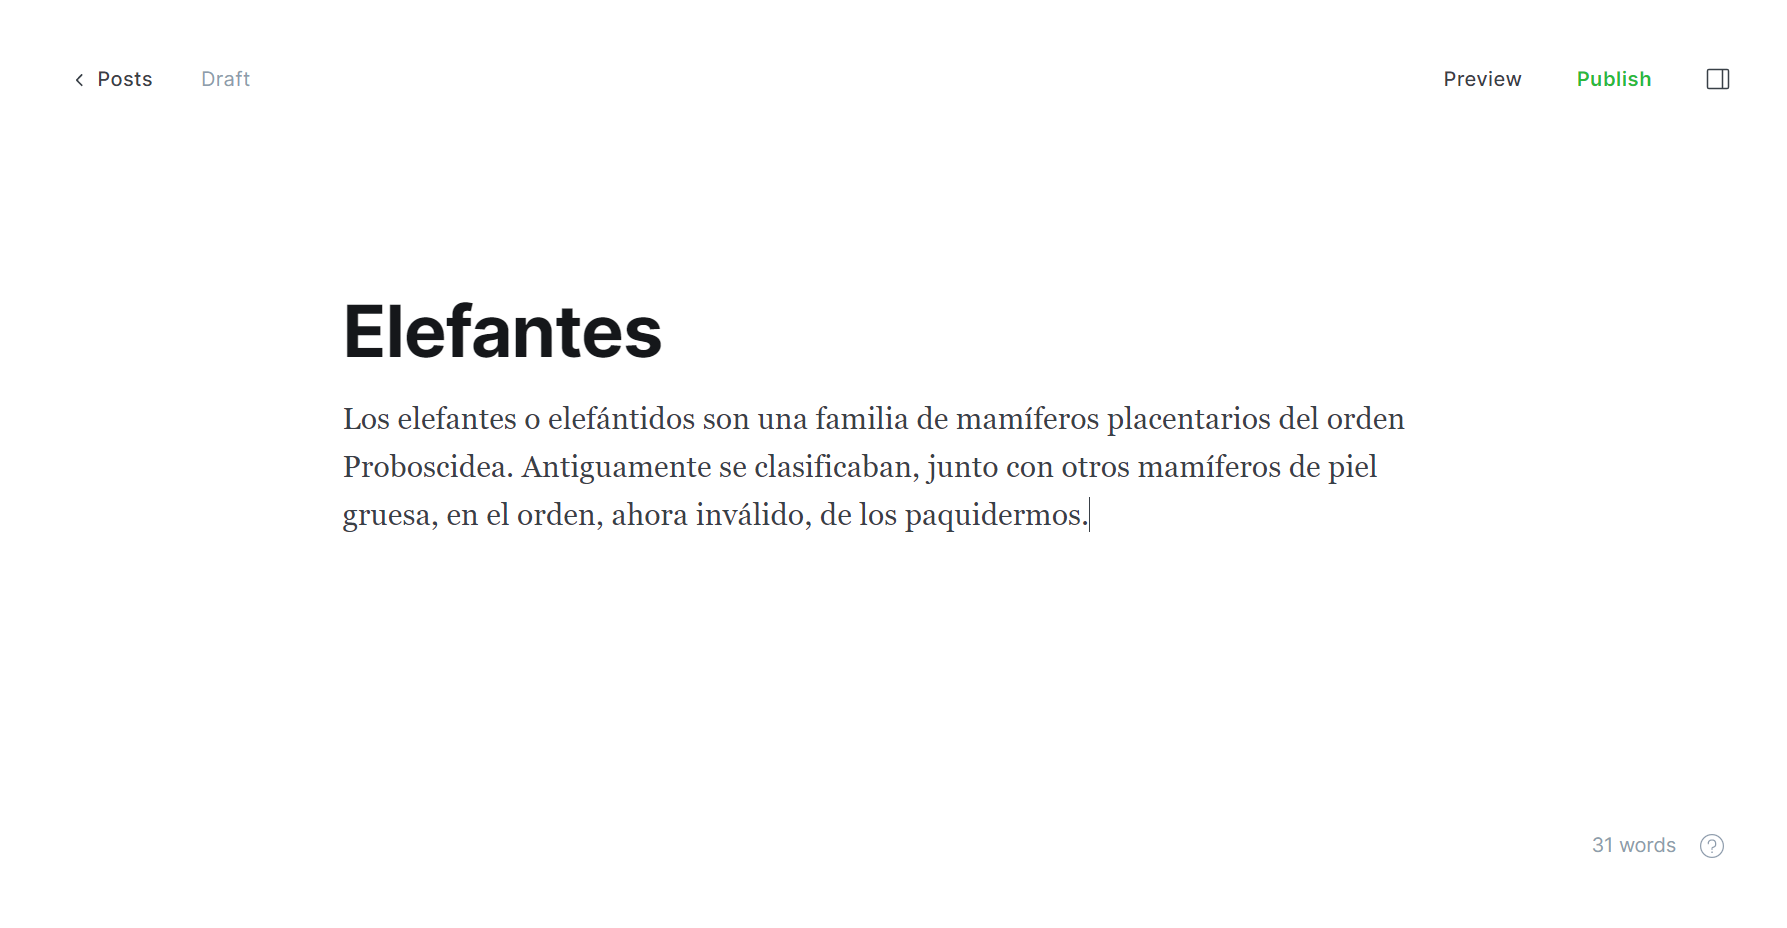 Posts Draft Preview Publish
Elefantes
Los elefantes o elefántidos son una familia de mamíferos placentarios del orden
Proboscidea. Antiguamente se clasificaban, junto con otros mamíferos de piel
gruesa, en el orden, ahora inválido, de los paquidermos.
31 words ?